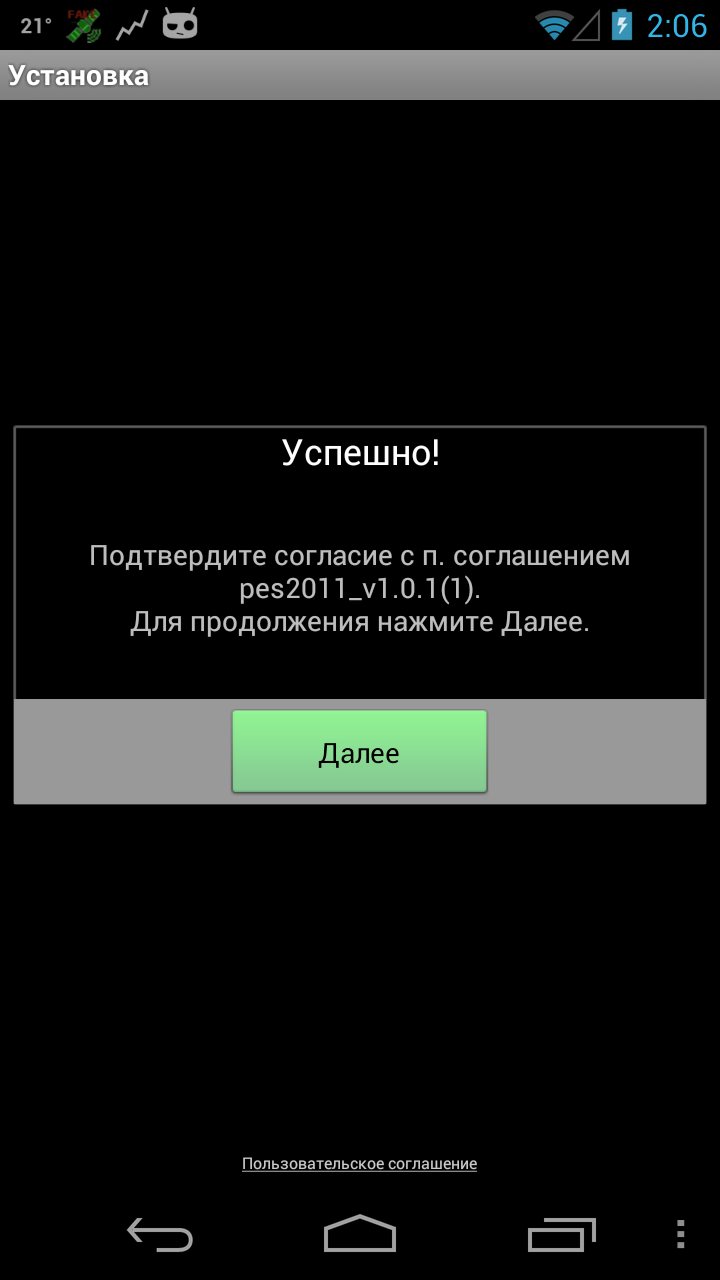 21°
FAKE
2:06
Установка
Успешно!
Подтвердите согласие с п. соглашением
pes2011_v1.0.1(1).
Для продолжения нажмите Далее.
Далее
Пользовательское соглашение